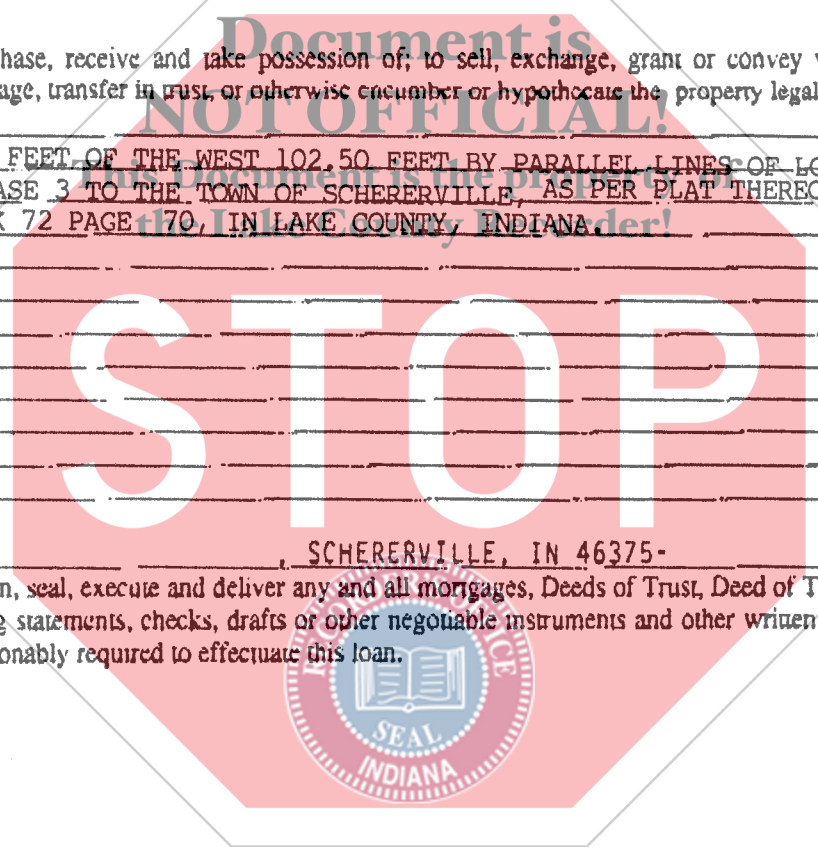 Document is
hase, receive and take possession of; to sell, exchange, grant or convey
age, transfer in trust, or otherwise encumber or hypothecate the property legal
NOT OFFICIAL!
FEET OF THE WEST 102.50 FEET BY PARALLEL LINES OF LO
This Document is the property of
ASE 3 TO THE TOWN OF SCHERERVILLE, AS PER PLAT THEREO
K 72 PAGE 70, IN LAKE COUNTY, INDIANA.
the Lake County Recorder!
STOP
, SCHERERVILLE, IN 46375-
n, seal, execute and deliver any and all mortgages, Deeds of Trust, Deed of T
g statements, checks, drafts or other negotiable instruments and other written
onably required to effectuate this loan.
RECORDER'S OFFICE
SEAL
INDIANA